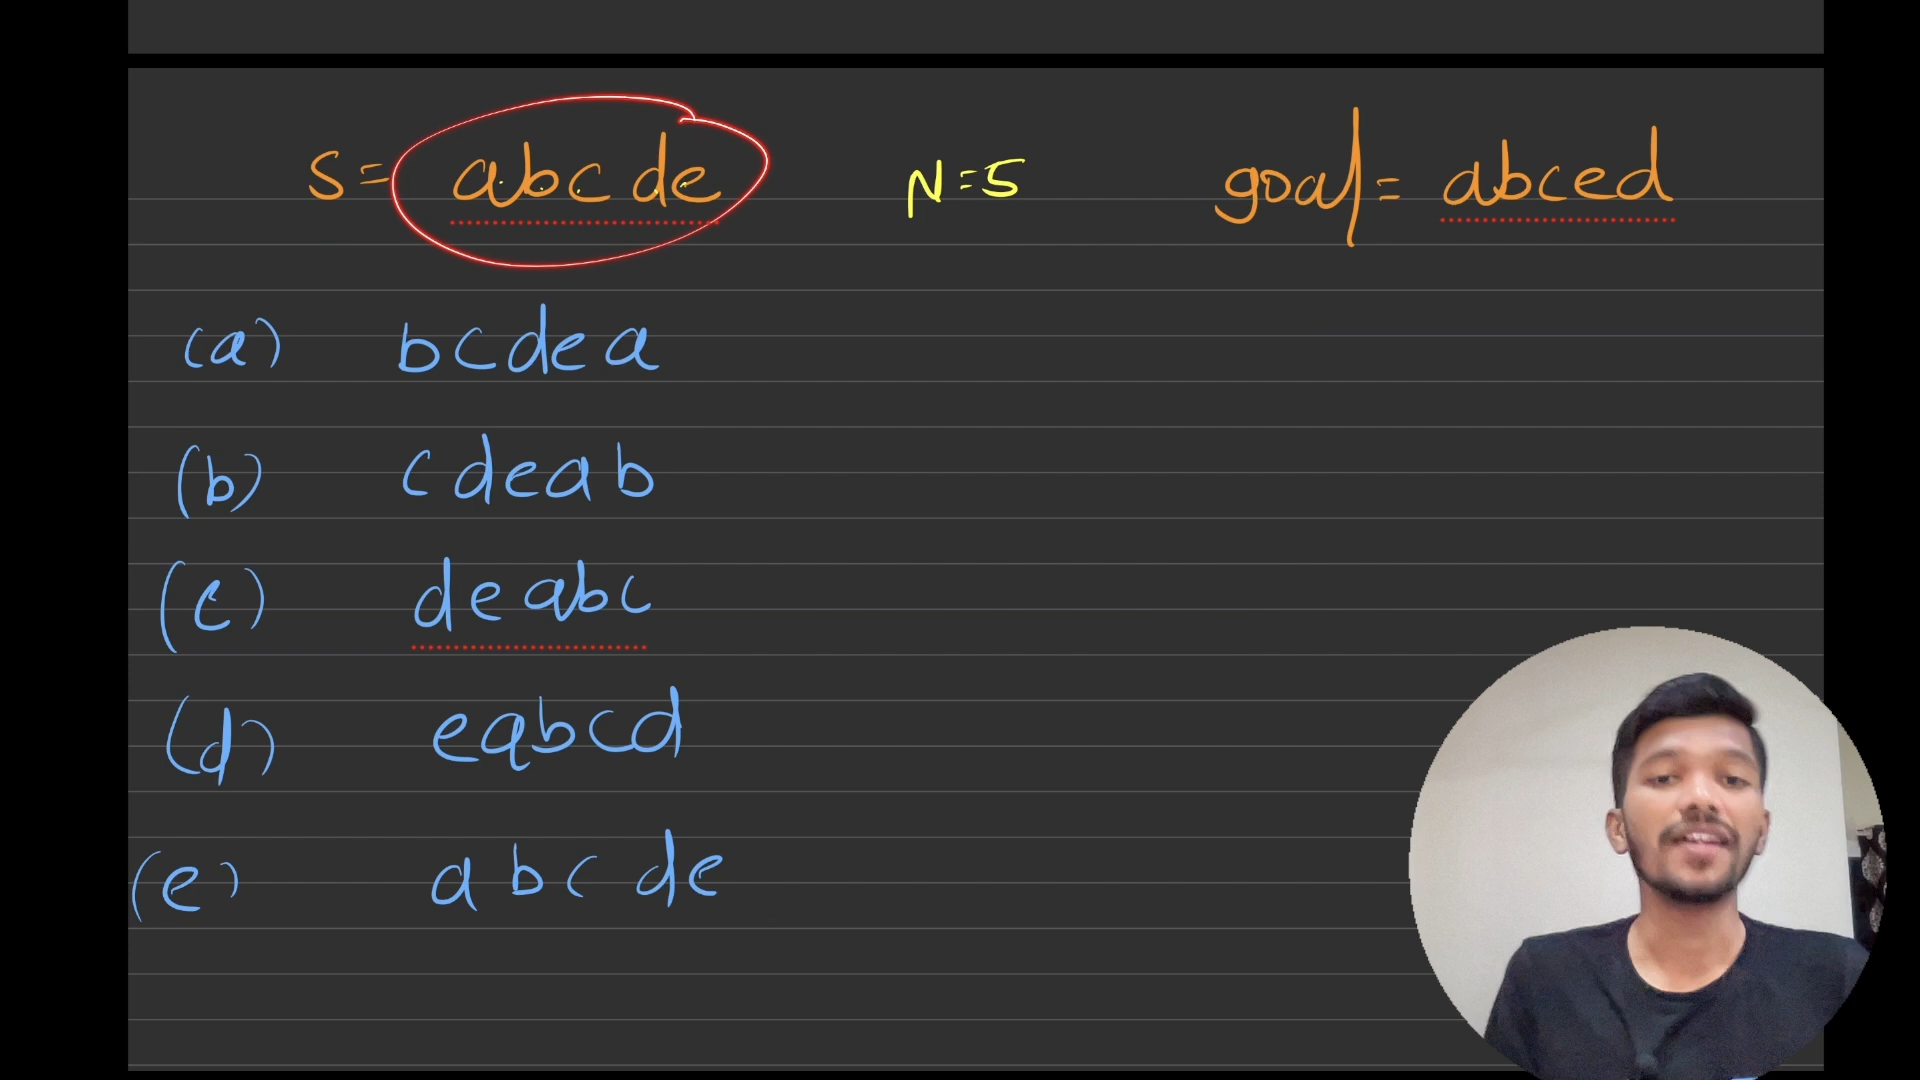 S = abcde N = 5 goal = abced
(a) bcdea
(b) cdeab
(c) deabc
(d) eabcd
(e) abcde